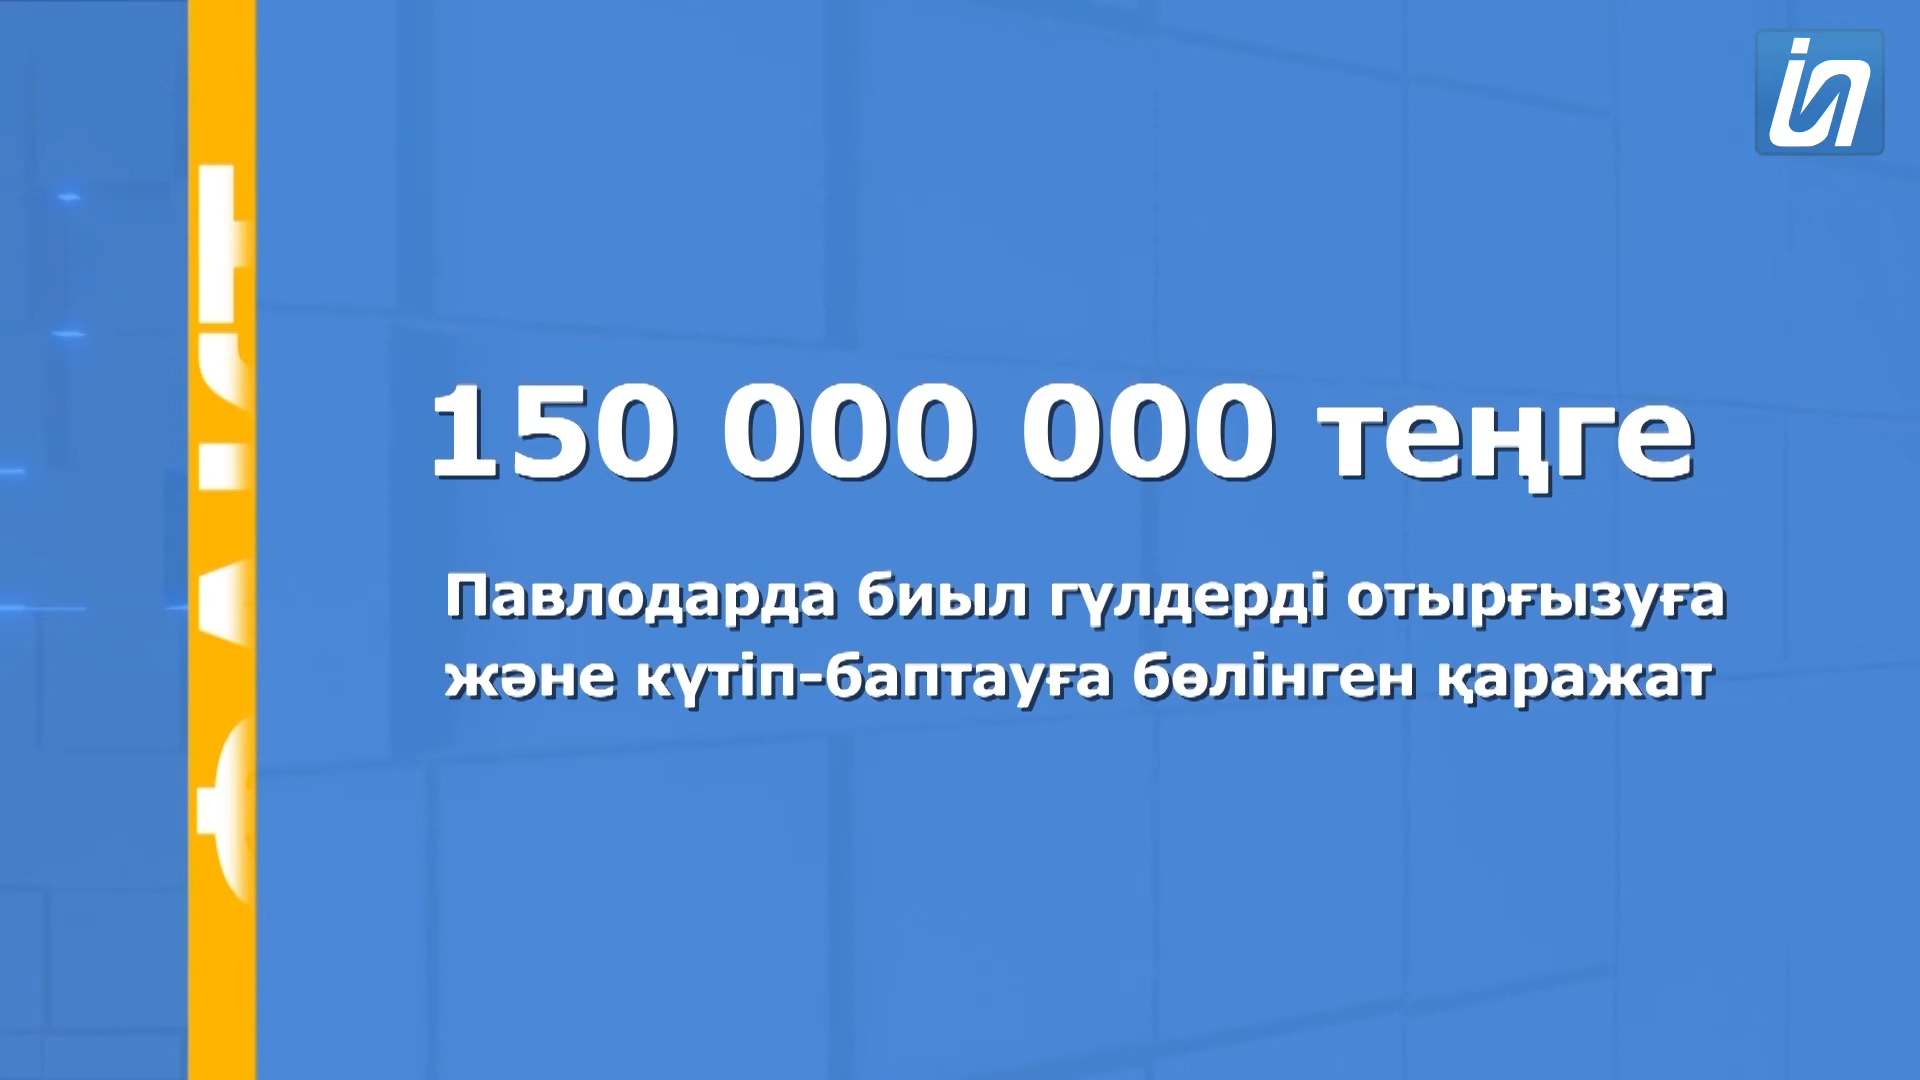 150 000 000 теңге
Павлодарда биыл гүлдерді отырғызуға
және күтіп-баптауға бөлінген қаражат